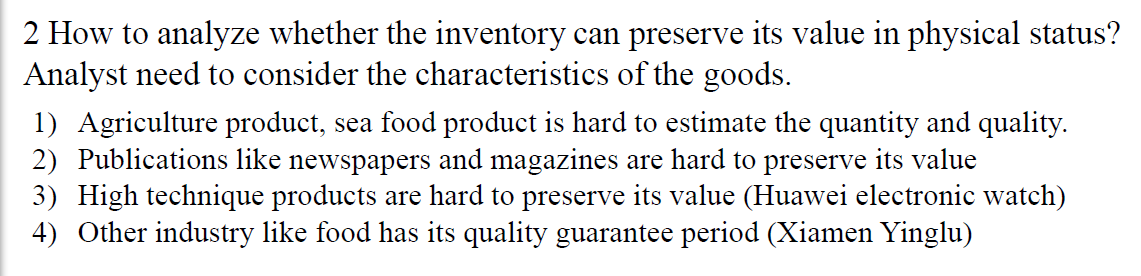 2 How to analyze whether the inventory can preserve its value in physical status?
Analyst need to consider the characteristics of the goods.
1) Agriculture product, sea food product is hard to estimate the quantity and quality.
2) Publications like newspapers and magazines are hard to preserve its value
3) High technique products are hard to preserve its value (Huawei electronic watch)
4) Other industry like food has its quality guarantee period (Xiamen Yinglu)